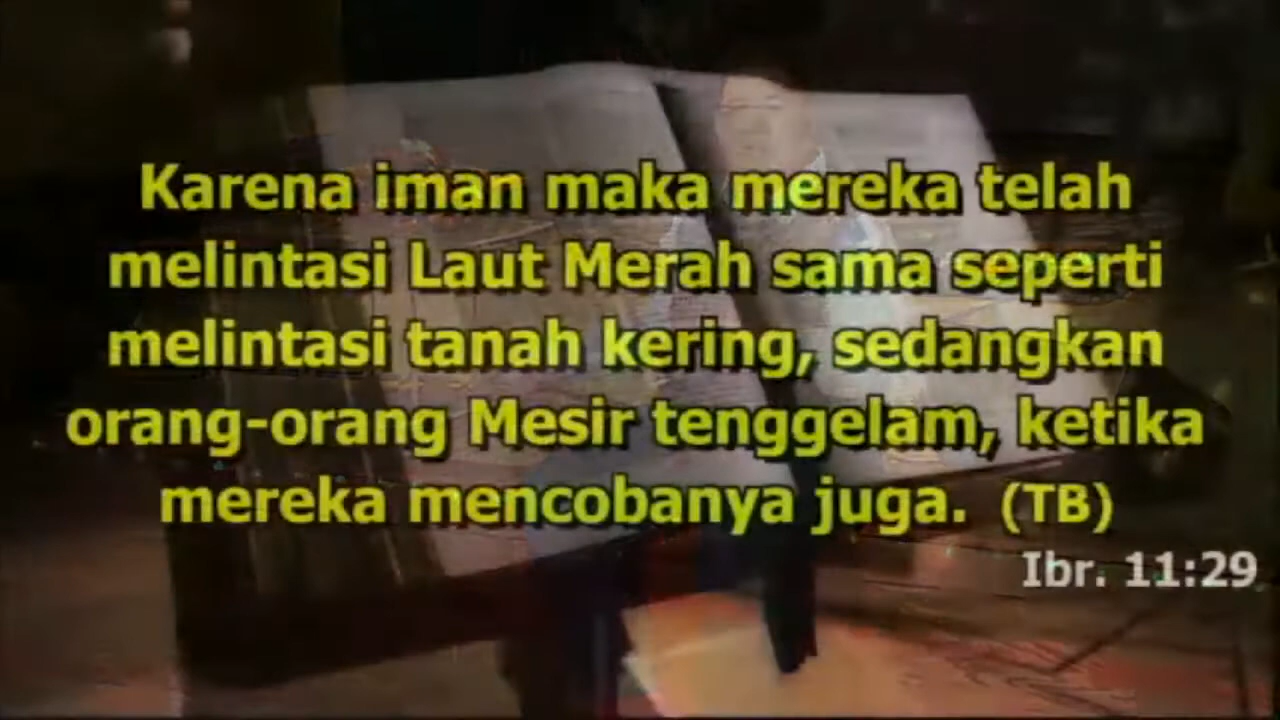 Karena iman maka mereka telah
melintasi Laut Merah sama seperti
melintasi tanah kering, sedangkan
orang-orang Mesir tenggelam, ketika
mereka mencobanya juga. (TB)
Ibr. 11:29